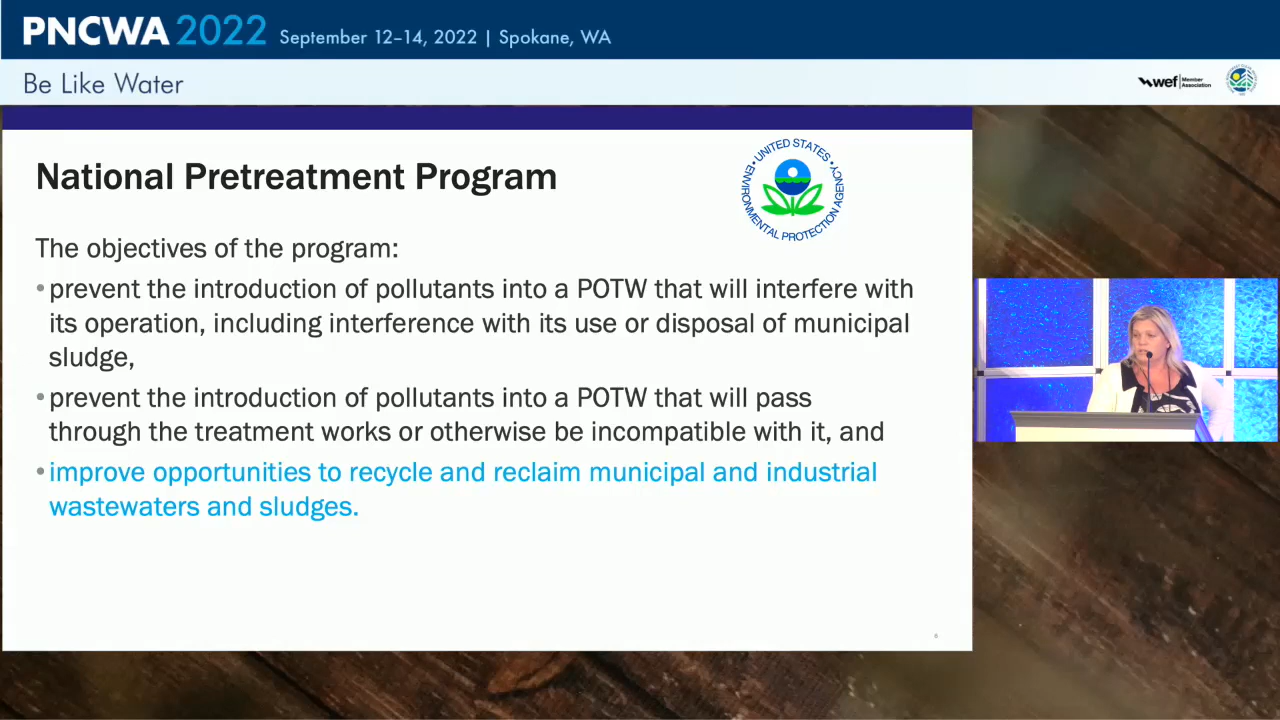 PNCWA 2022 September 12–14, 2022 | Spokane, WA
Be Like Water
wef Member Association
National Pretreatment Program
UNITED STATES
ENVIRONMENTAL PROTECTION AGENCY
The objectives of the program:
•prevent the introduction of pollutants into a POTW that will interfere with
its operation, including interference with its use or disposal of municipal
sludge,
•prevent the introduction of pollutants into a POTW that will pass
through the treatment works or otherwise be incompatible with it, and
•improve opportunities to recycle and reclaim municipal and industrial
wastewaters and sludges.